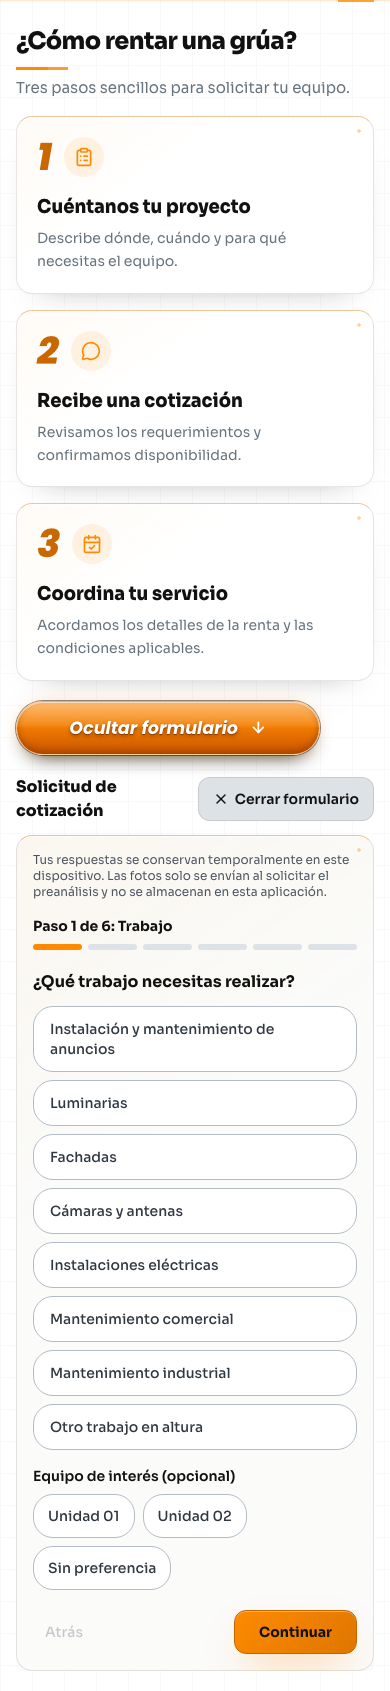 ¿Cómo rentar una grúa?
Tres pasos sencillos para solicitar tu equipo.
1
Cuéntanos tu proyecto
Describe dónde, cuándo y para qué
necesitas el equipo.
2
Recibe una cotización
Revisamos los requerimientos y
confirmamos disponibilidad.
3
Coordina tu servicio
Acordamos los detalles de la renta y las
condiciones aplicables.
Ocultar formulario
Solicitud de
cotización
Cerrar formulario
Tus respuestas se conservan temporalmente en este
dispositivo. Las fotos solo se envían al solicitar el
preanálisis y no se almacenan en esta aplicación.
Paso 1 de 6: Trabajo
¿Qué trabajo necesitas realizar?
Instalación y mantenimiento de
anuncios
Luminarias
Fachadas
Cámaras y antenas
Instalaciones eléctricas
Mantenimiento comercial
Mantenimiento industrial
Otro trabajo en altura
Equipo de interés (opcional)
Unidad 01 Unidad 02
Sin preferencia
Atrás Continuar